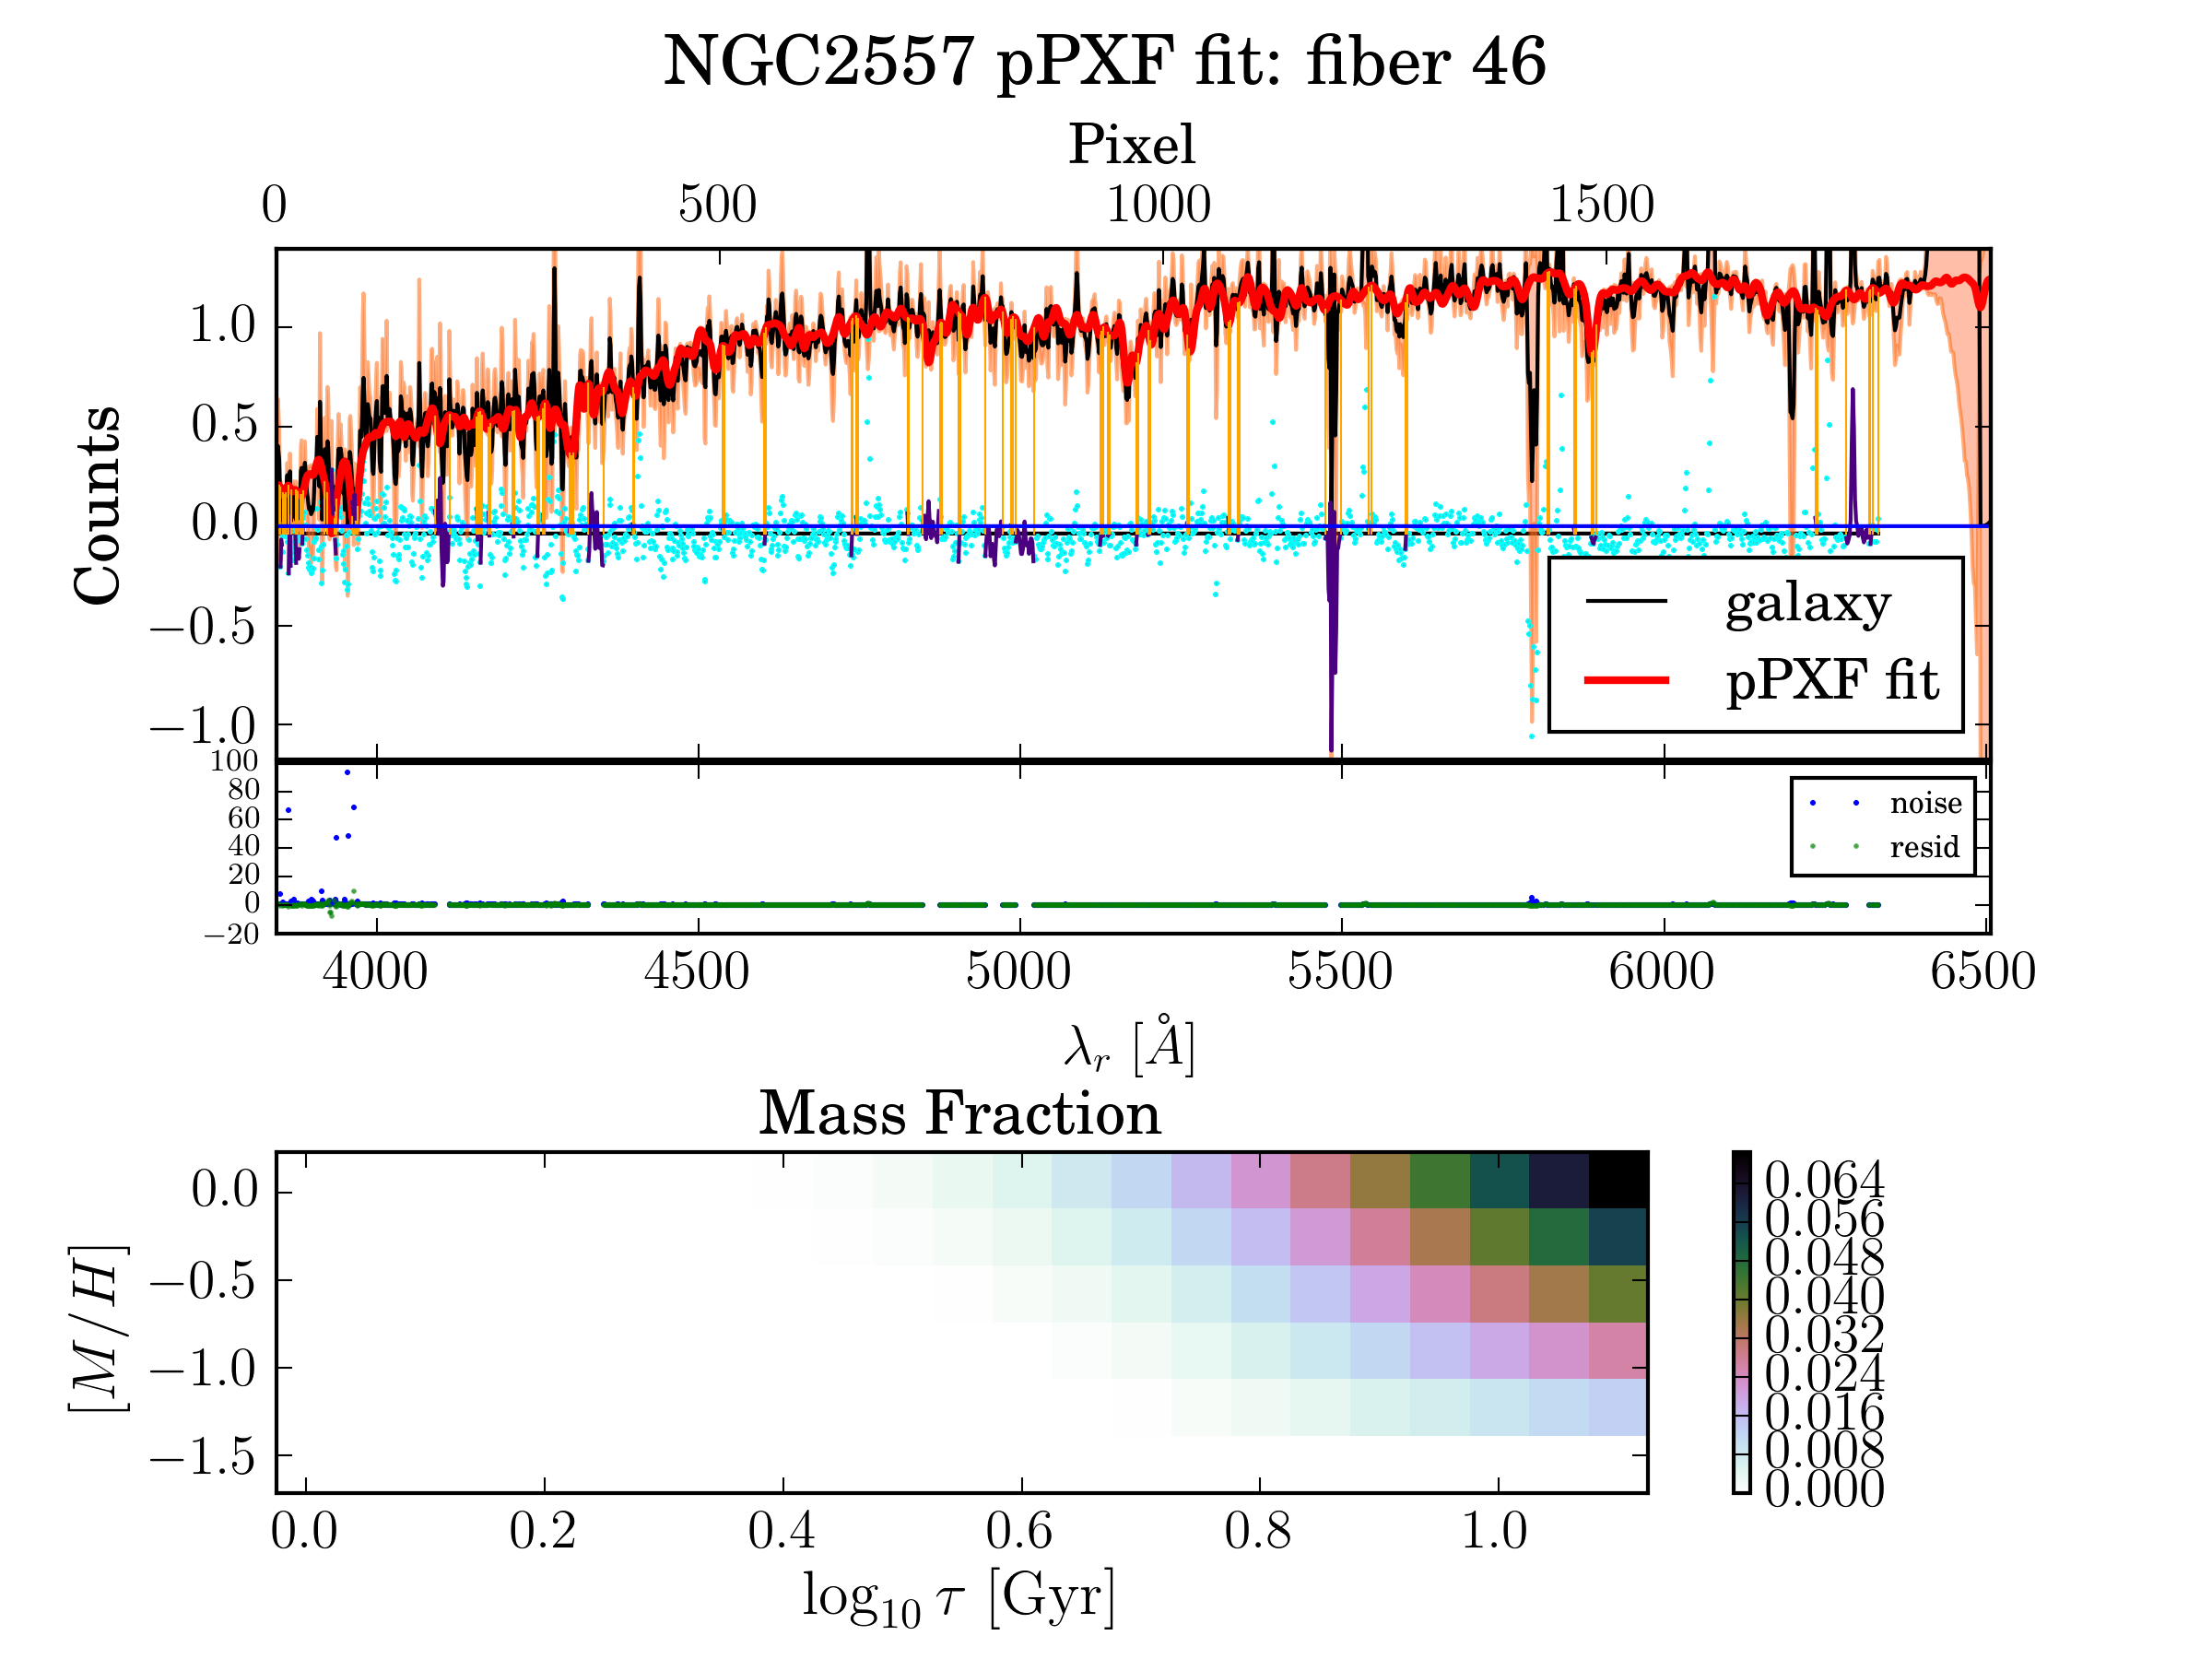 NGC2557 pPXF fit: fiber 46
Pixel
0 500 1000 1500
Counts
1.0
0.5
0.0
−0.5
−1.0
galaxy
pPXF fit
100
80
60
40
20
0
−20
noise
resid
4000 4500 5000 5500 6000 6500
λr [Å]
Mass Fraction
[M/H]
0.0
−0.5
−1.0
−1.5
0.0 0.2 0.4 0.6 0.8 1.0
log10 τ [Gyr]
0.064
0.056
0.048
0.040
0.032
0.024
0.016
0.008
0.000